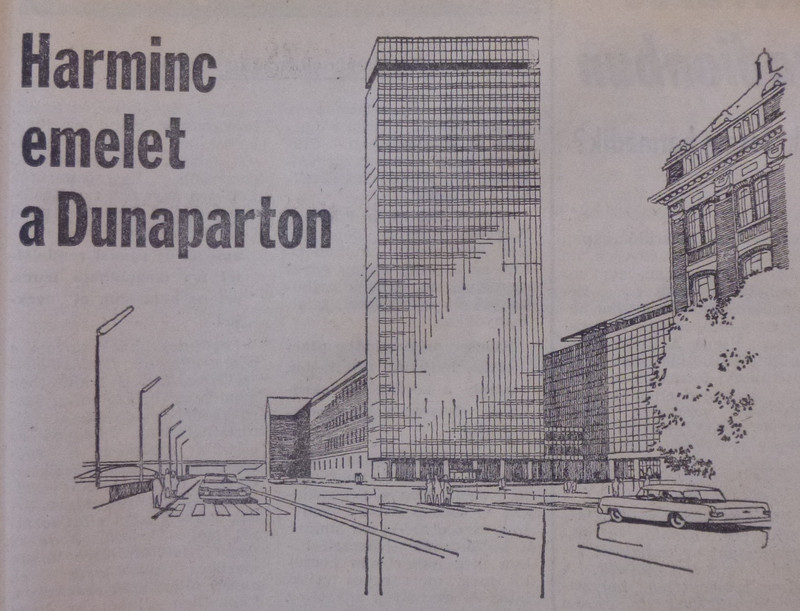 Harminc
emelet
a Dunaparton